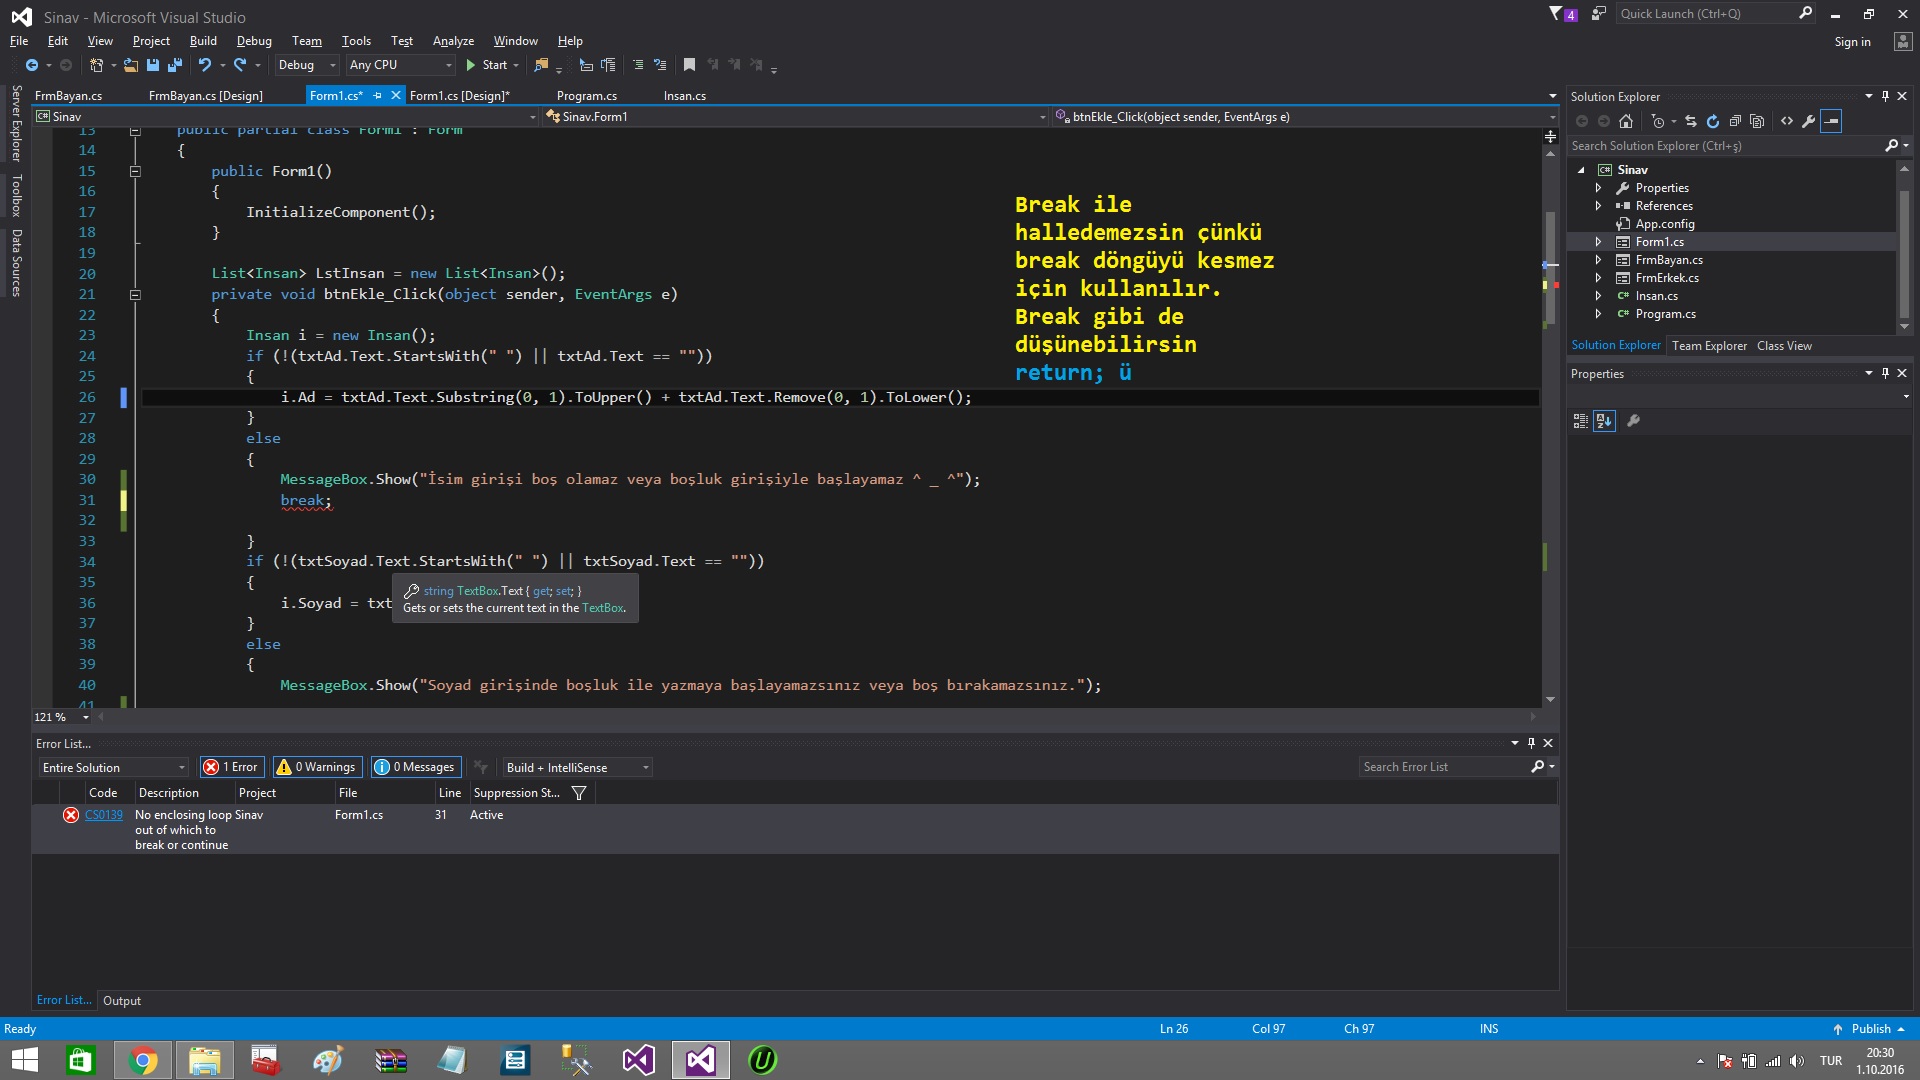 Sinav - Microsoft Visual Studio
4
Quick Launch (Ctrl+Q)
File Edit View Project Build Debug Team Tools Test Analyze Window Help
Sign in
Debug Any CPU Start
Server Explorer
Toolbox
Data Sources
FrmBayan.cs FrmBayan.cs [Design] Form1.cs* Form1.cs [Design]* Program.cs Insan.cs
Sinav Sinav.Form1 btnEkle_Click(object sender, EventArgs e)
13 public partial class Form1 : Form
14 {
15 public Form1()
16 {
17 InitializeComponent();
18 }
19
20 List<Insan> LstInsan = new List<Insan>();
21 private void btnEkle_Click(object sender, EventArgs e)
22 {
23 Insan i = new Insan();
24 if (!(txtAd.Text.StartsWith(" ") || txtAd.Text == ""))
25 {
26 i.Ad = txtAd.Text.Substring(0, 1).ToUpper() + txtAd.Text.Remove(0, 1).ToLower();
27 }
28 else
29 {
30 MessageBox.Show("İsim girişi boş olamaz veya boşluk girişiyle başlayamaz ^ _ ^");
31 break;
32
33 }
34 if (!(txtSoyad.Text.StartsWith(" ") || txtSoyad.Text == ""))
35 {
36 i.Soyad = txt
37 }
38 else
39 {
40 MessageBox.Show("Soyad girişinde boşluk ile yazmaya başlayamazsınız veya boş bırakamazsınız.");
41
string TextBox.Text { get; set; }
Gets or sets the current text in the TextBox.
Break ile
halledemezsin çünkü
break döngüyü kesmez
için kullanılır.
Break gibi de
düşünebilirsin
return; ü
121 %
Solution Explorer
Search Solution Explorer (Ctrl+ş)
Sinav
Properties
References
App.config
Form1.cs
FrmBayan.cs
FrmErkek.cs
Insan.cs
Program.cs
Solution Explorer Team Explorer Class View
Properties
Error List...
Entire Solution 1 Error 0 Warnings 0 Messages Build + IntelliSense Search Error List
Code Description Project File Line Suppression St...
CS0139 No enclosing loop Sinav Form1.cs 31 Active
out of which to
break or continue
Error List... Output
Ready Ln 26 Col 97 Ch 97 INS Publish
TUR
20:30
1.10.2016